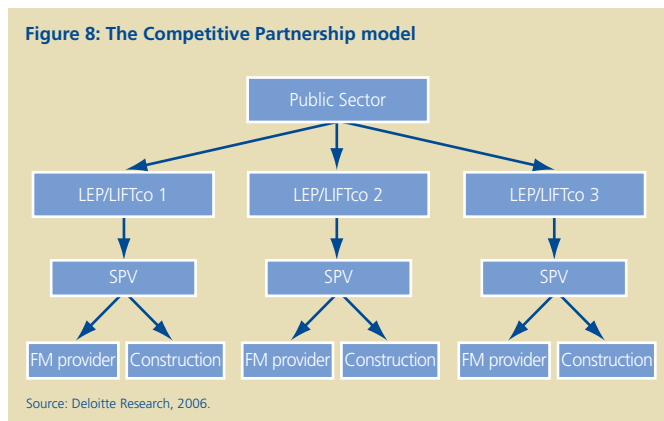 Figure 8: The Competitive Partnership model
Public Sector
LEP/LIFTco 1
LEP/LIFTco 2
LEP/LIFTco 3
SPV
SPV
SPV
FM provider
Construction
FM provider
Construction
FM provider
Construction
Source: Deloitte Research, 2006.